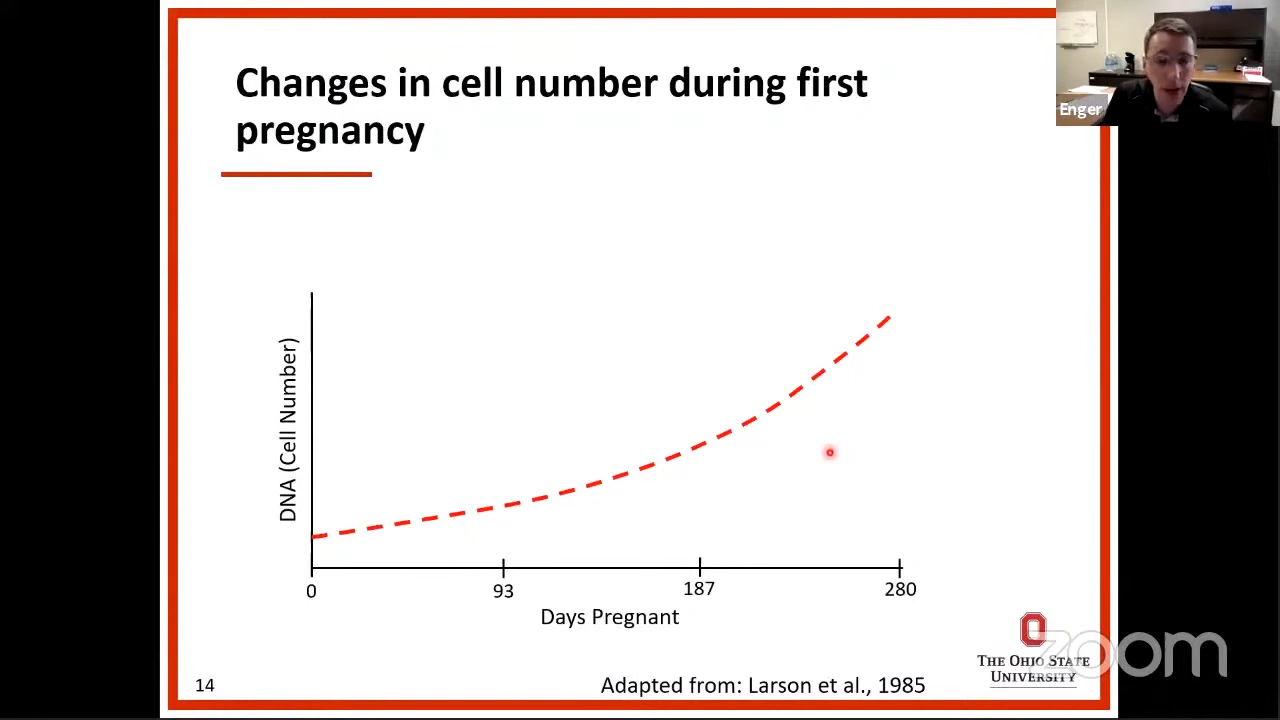 Changes in cell number during first
pregnancy
Enger
DNA (Cell Number)
0
93
187
280
Days Pregnant
THE OHIO STATE
UNIVERSITY
zoom
14
Adapted from: Larson et al., 1985